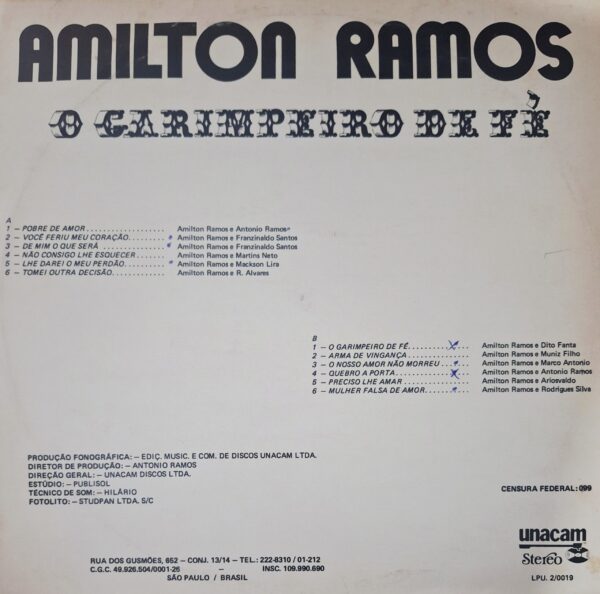 AMILTON RAMOS
O GARIMPEIRO DE FÉ
A
1 – POBRE DE AMOR.................. Amilton Ramos e Antonio Ramos
2 – VOCÊ FERIU MEU CORAÇÃO......... Amilton Ramos e Franzinaldo Santos
3 – DE MIM O QUE SERÁ .............. Amilton Ramos e Franzinaldo Santos
4 – NÃO CONSIGO LHE ESQUECER....... Amilton Ramos e Martins Neto
5 – LHE DAREI O MEU PERDÃO......... Amilton Ramos e Mackson Lira
6 – TOMEI OUTRA DECISÃO............ Amilton Ramos e R. Alvares
B
1 – O GARIMPEIRO DE FÉ............. Amilton Ramos e Dito Fanta
2 – ARMA DE VINGANÇA............... Amilton Ramos e Muniz Filho
3 – O NOSSO AMOR NÃO MORREU ....... Amilton Ramos e Marco Antonio
4 – QUEBRO A PORTA................. Amilton Ramos e Antonio Ramos
5 – PRECISO LHE AMAR ............... Amilton Ramos e Ariosvaldo
6 – MULHER FALSA DE AMOR........... Amilton Ramos e Rodrigues Silva
PRODUÇÃO FONOGRÁFICA: – EDIÇ. MUSIC. E COM. DE DISCOS UNACAM LTDA.
DIRETOR DE PRODUÇÃO: – ANTONIO RAMOS
DIREÇÃO GERAL: – UNACAM DISCOS LTDA.
ESTÚDIO: – PUBLISOL
TÉCNICO DE SOM: – HILÁRIO
FOTOLITO: – STUDPAN LTDA. S/C
CENSURA FEDERAL: 099
unacam
Stereo
LPU. 2/0019
RUA DOS GUSMÕES, 652 – CONJ. 13/14 – TEL.: 222-8310 / 01-212
C.G.C. 49.926.504/0001-26 – INSC. 109.990.690
SÃO PAULO / BRASIL